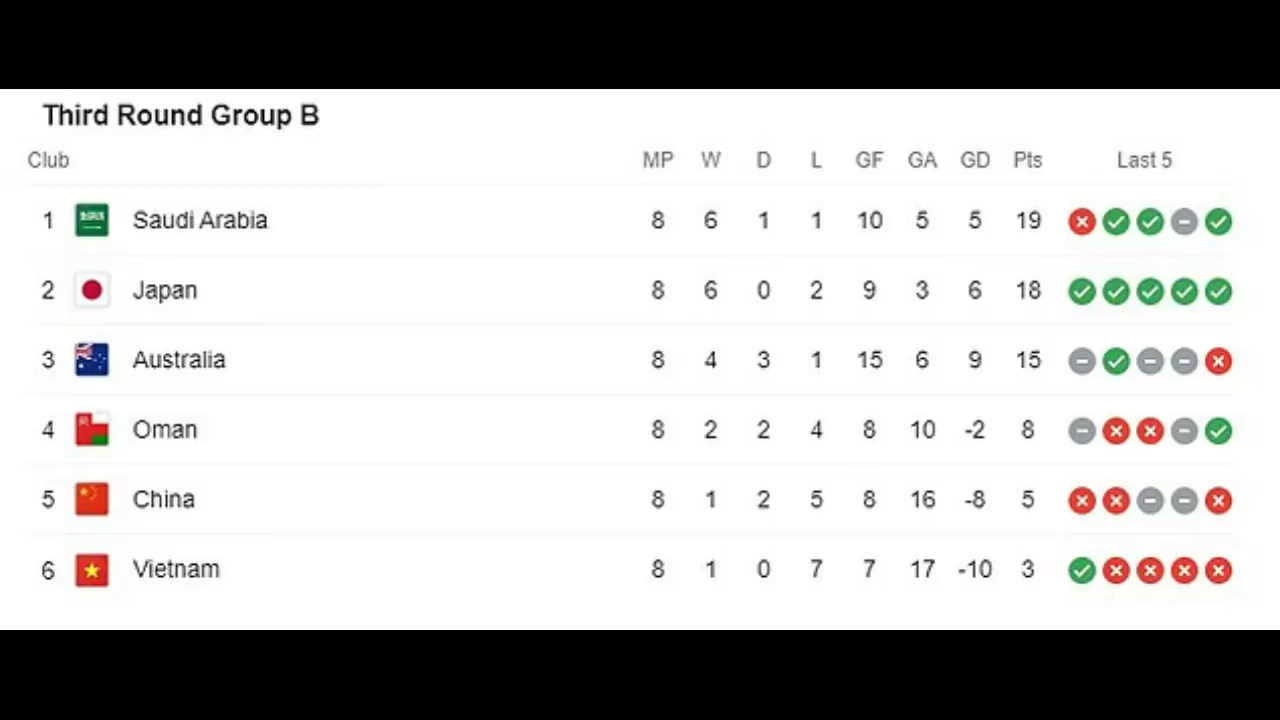 Third Round Group B
Club MP W D L GF GA GD Pts Last 5
1 Saudi Arabia 8 6 1 1 10 5 5 19
2 Japan 8 6 0 2 9 3 6 18
3 Australia 8 4 3 1 15 6 9 15
4 Oman 8 2 2 4 8 10 -2 8
5 China 8 1 2 5 8 16 -8 5
6 Vietnam 8 1 0 7 7 17 -10 3